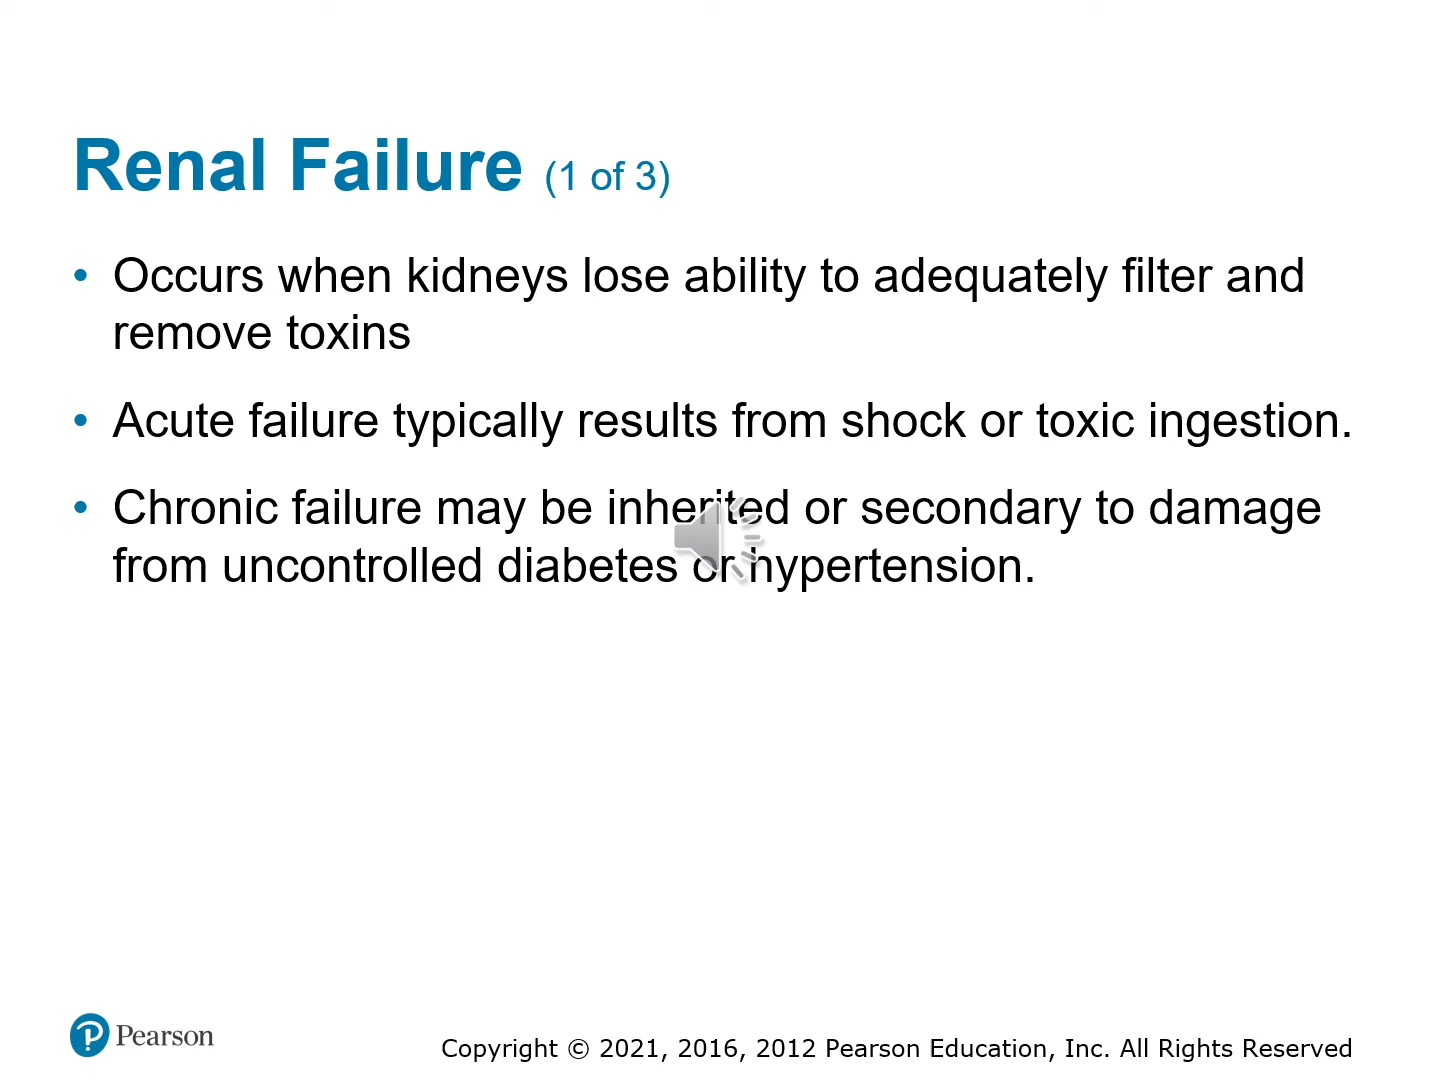 Renal Failure (1 of 3)
• Occurs when kidneys lose ability to adequately filter and
remove toxins
• Acute failure typically results from shock or toxic ingestion.
• Chronic failure may be inherited or secondary to damage
from uncontrolled diabetes or hypertension.
Pearson
Copyright © 2021, 2016, 2012 Pearson Education, Inc. All Rights Reserved